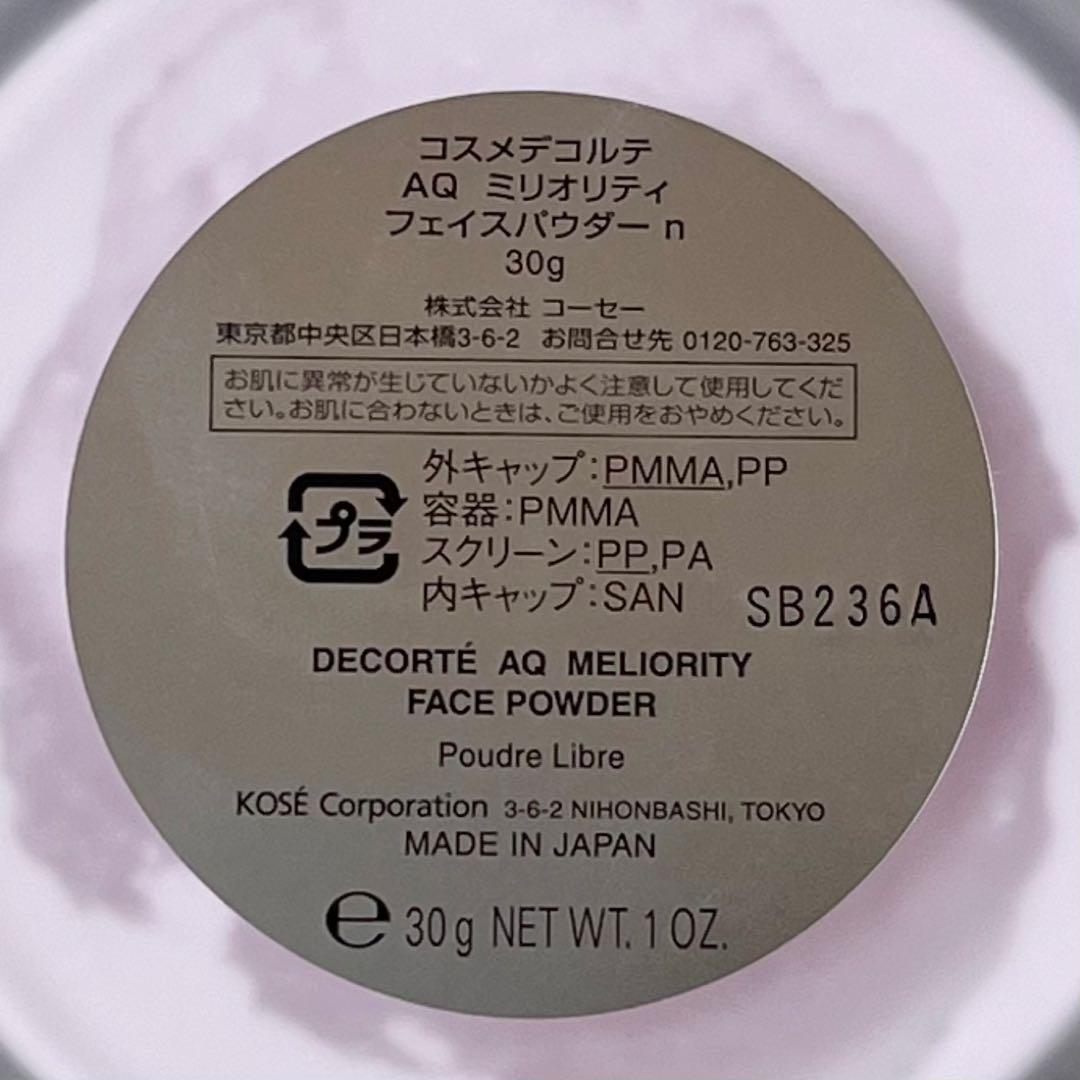 コスメデコルテ
AQ ミリオリティ
フェイスパウダー n
30g
株式会社 コーセー
東京都中央区日本橋3-6-2 お問合せ先 0120-763-325
お肌に異常が生じていないかよく注意して使用してくだ
さい。お肌に合わないときは、ご使用をおやめください。
プラ
外キャップ:PMMA,PP
容器:PMMA
スクリーン:PP,PA
内キャップ:SAN
SB236A
DECORTÉ AQ MELIORITY
FACE POWDER
Poudre Libre
KOSÉ Corporation 3-6-2 NIHONBASHI, TOKYO
MADE IN JAPAN
℮ 30g NET WT. 1 OZ.